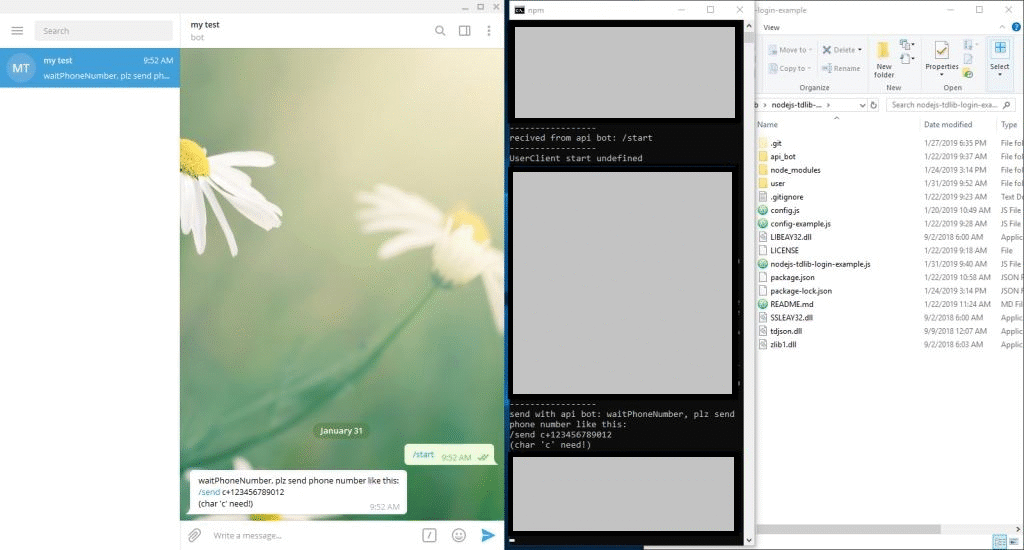 Search
my test
9:52 AM
MT
waitPhoneNumber. plz send ph...
my test
bot
January 31
/start
9:52 AM
waitPhoneNumber. plz send phone number like this:
/send c+123456789012
(char 'c' need!)
9:52 AM
Write a message...
npm
-----------------
recived from api bot: /start
-----------------
UserClient start undefined
-----------------
send with api bot: waitPhoneNumber, plz send
phone number like this:
/send c+123456789012
(char 'c' need!)
-login-example
View
Move to
Copy to
Delete
Rename
New
folder
Properties
Select
Organize
New
Open
nodejs-tdlib-...
Search nodejs-tdlib-login-exa...
Name Date modified Type
.git 1/27/2019 6:35 PM File fol
api_bot 1/22/2019 9:37 AM File fol
node_modules 1/24/2019 3:14 PM File fol
user 1/31/2019 9:52 AM File fol
.gitignore 1/22/2019 9:23 AM Text Do
config.js 1/20/2019 10:49 AM JS File
config-example.js 1/22/2019 9:28 AM JS File
LIBEAY32.dll 9/2/2018 6:00 AM Applic
LICENSE 1/22/2019 9:18 AM File
nodejs-tdlib-login-example.js 1/31/2019 9:40 AM JS File
package.json 1/22/2019 10:58 AM JSON F
package-lock.json 1/24/2019 3:14 PM JSON F
README.md 1/22/2019 11:24 AM MD Fil
SSLEAY32.dll 9/2/2018 6:00 AM Applic
tdjson.dll 9/9/2018 12:07 AM Applic
zlib1.dll 9/2/2018 6:03 AM Applic